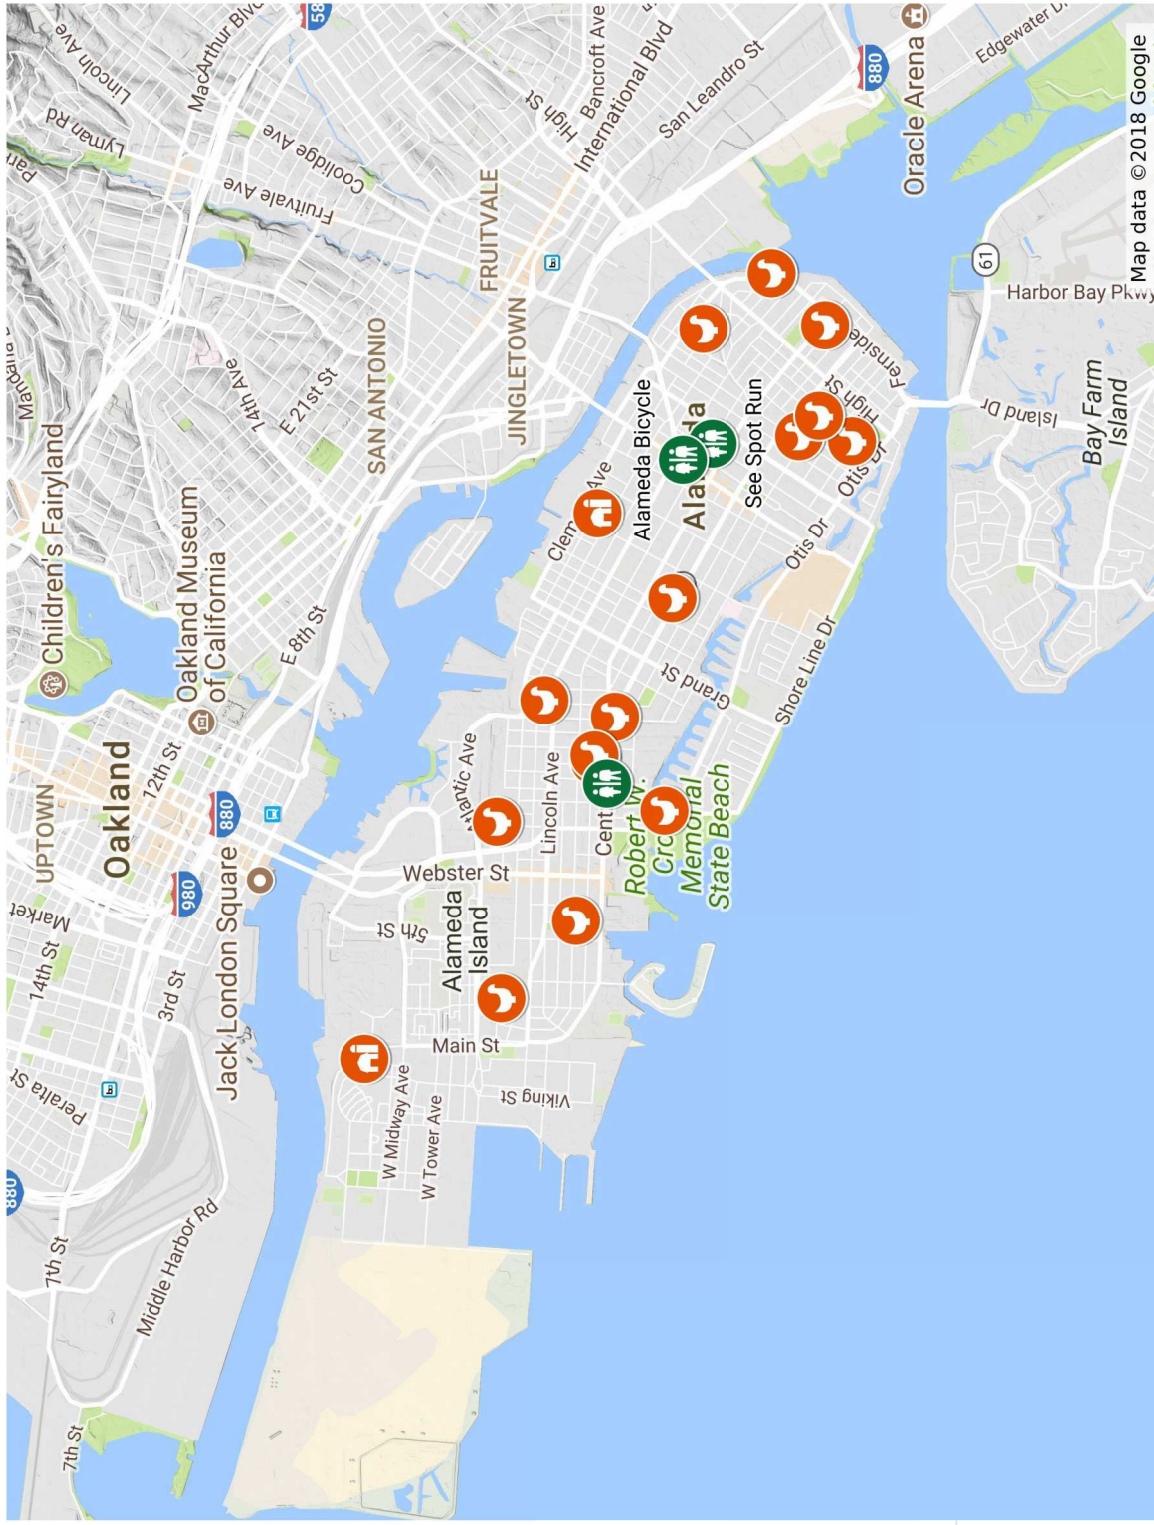 Lincoln Ave
MacArthur Blvd
580
Lyman Rd
Coolidge Ave
Fruitvale Ave
Bancroft Ave
High St
International Blvd
San Leandro St
880
Oracle Arena
Edgewater Dr
FRUITVALE
JINGLETOWN
SAN ANTONIO
14th Ave
E 21st St
Children's Fairyland
Oakland Museum
of California
E 8th St
12th St
Oakland
UPTOWN
880
980
Market
14th St
3rd St
Jack London Square
Peralta St
880
7th St
Middle Harbor Rd
7th St
61
Harbor Bay Pkwy
Island Dr
Bay Farm
Island
Fernside
High St
Otis Dr
Alameda Bicycle
Alameda
See Spot Run
Otis Dr
Shore Line Dr
Grand St
Atlantic Ave
Lincoln Ave
Cent
Robert W.
Memorial
State Beach
Webster St
5th St
Alameda
Island
Main St
Viking St
W Midway Ave
W Tower Ave
Map data ©2018 Google